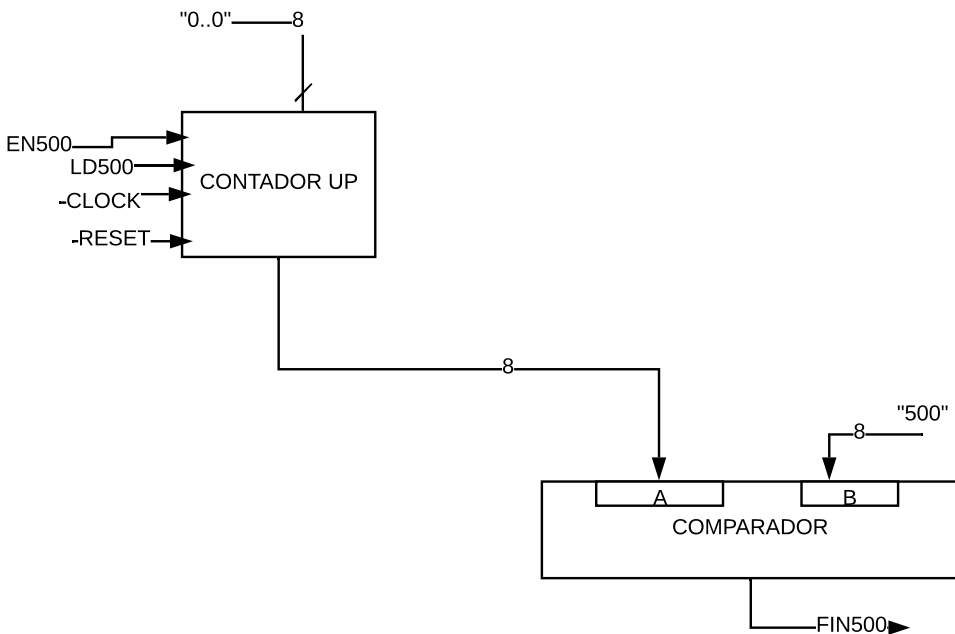 "0..0" 8
EN500
LD500
CONTADOR UP
-CLOCK
-RESET
8
"500"
8
A
B
COMPARADOR
FIN500